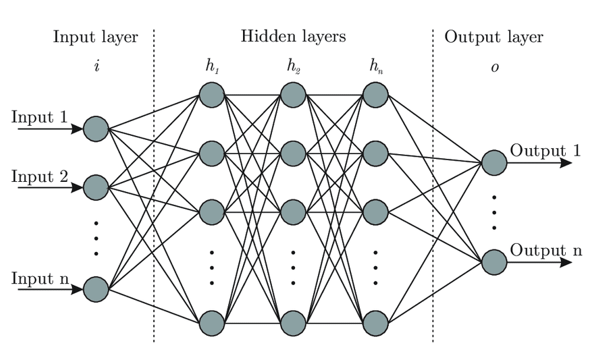 Input layer
Hidden layers
Output layer
i
h1
h2
hn
o
Input 1
Input 2
Input n
Output 1
Output n